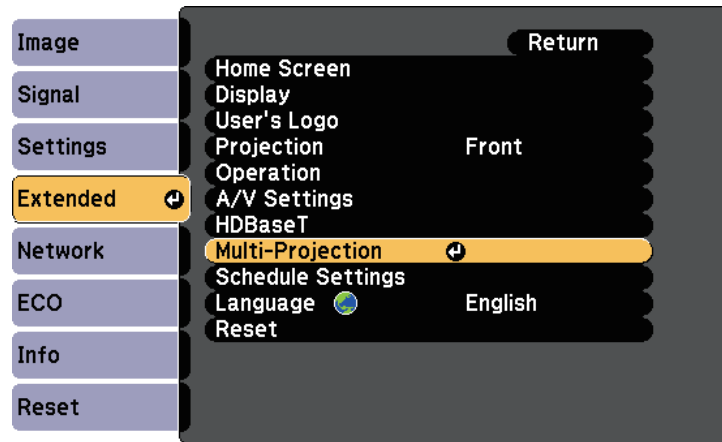 Image
Signal
Settings
Extended
Network
ECO
Info
Reset
Return
Home Screen
Display
User's Logo
Projection Front
Operation
A/V Settings
HDBaseT
Multi-Projection
Schedule Settings
Language English
Reset